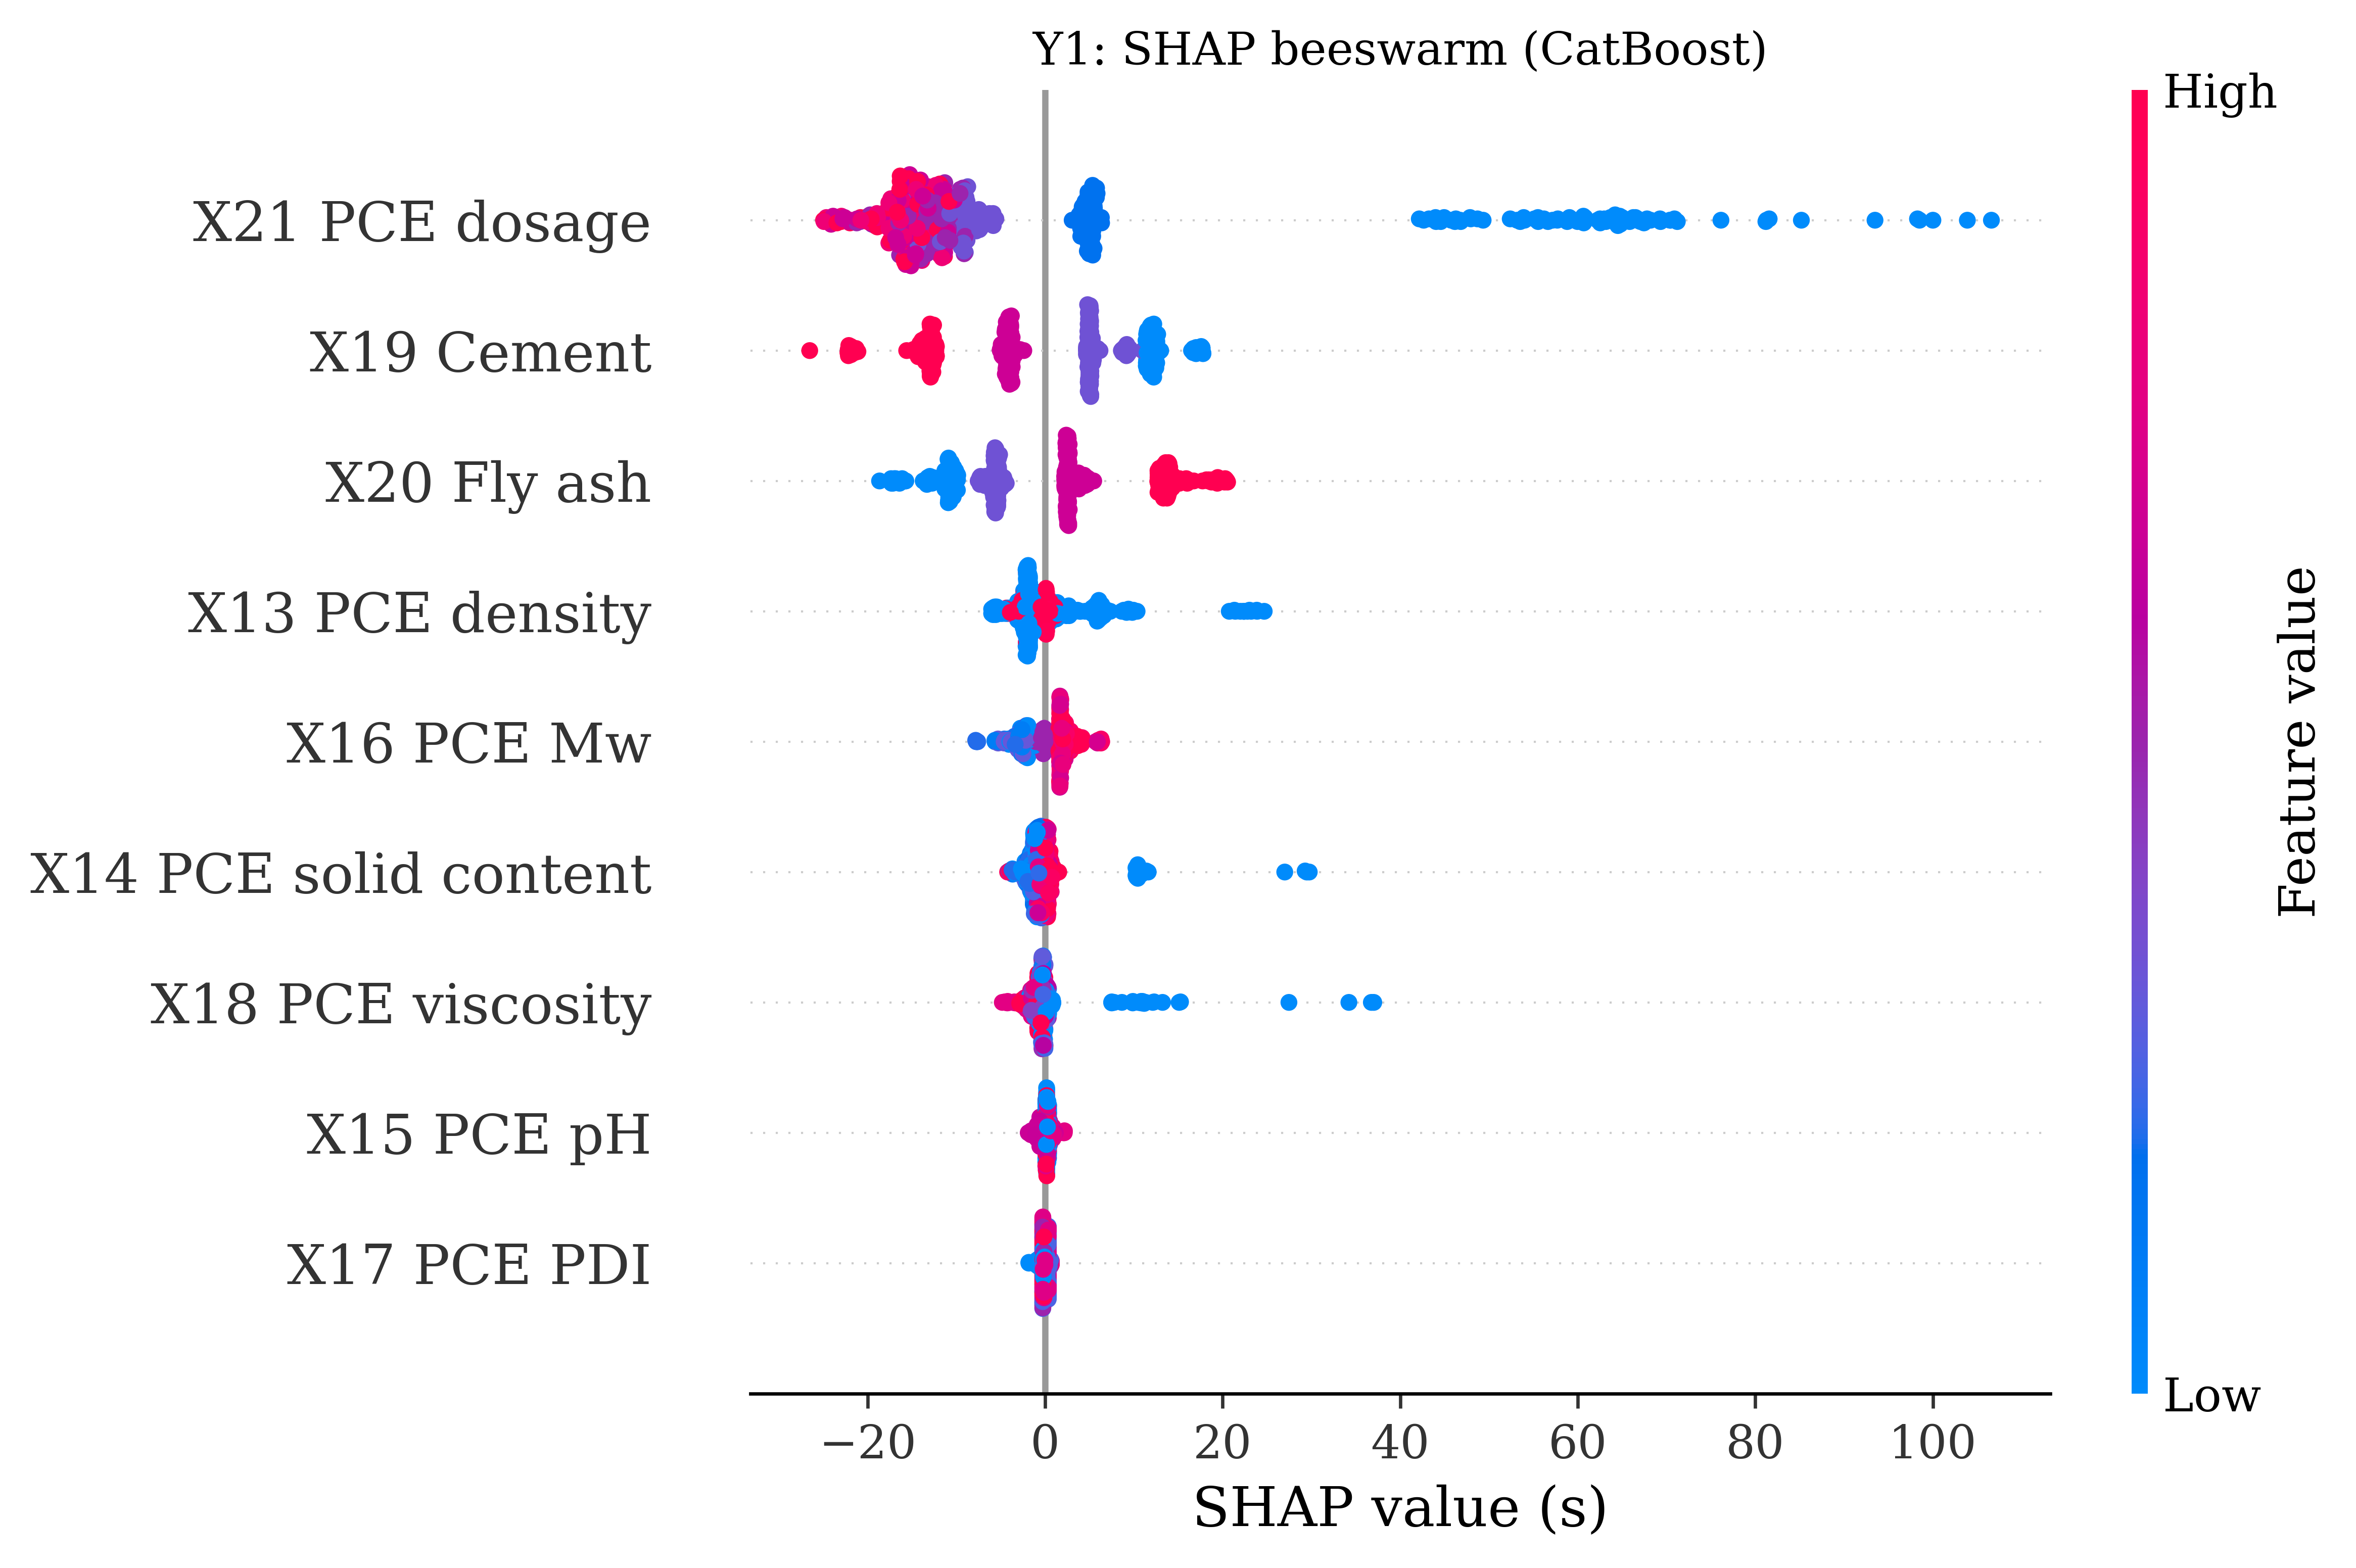 Y1: SHAP beeswarm (CatBoost)
High
X21 PCE dosage
X19 Cement
X20 Fly ash
X13 PCE density
X16 PCE Mw
X14 PCE solid content
X18 PCE viscosity
X15 PCE pH
X17 PCE PDI
Feature value
Low
−20 0 20 40 60 80 100
SHAP value (s)